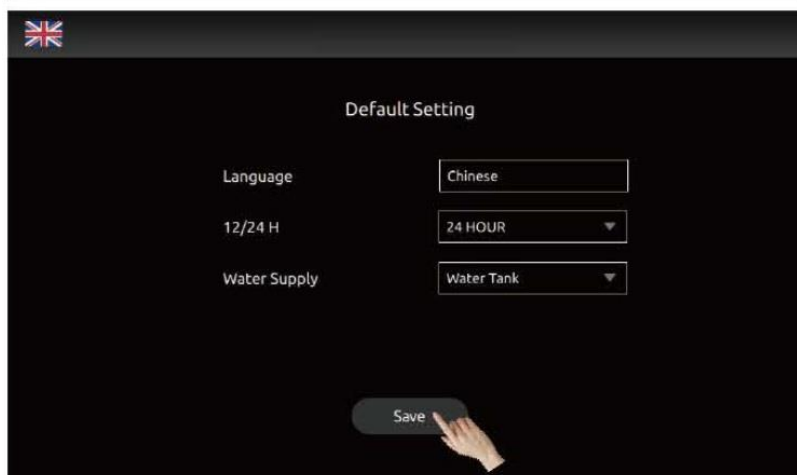 Default Setting
Language Chinese
12/24 H 24 HOUR
Water Supply Water Tank
Save